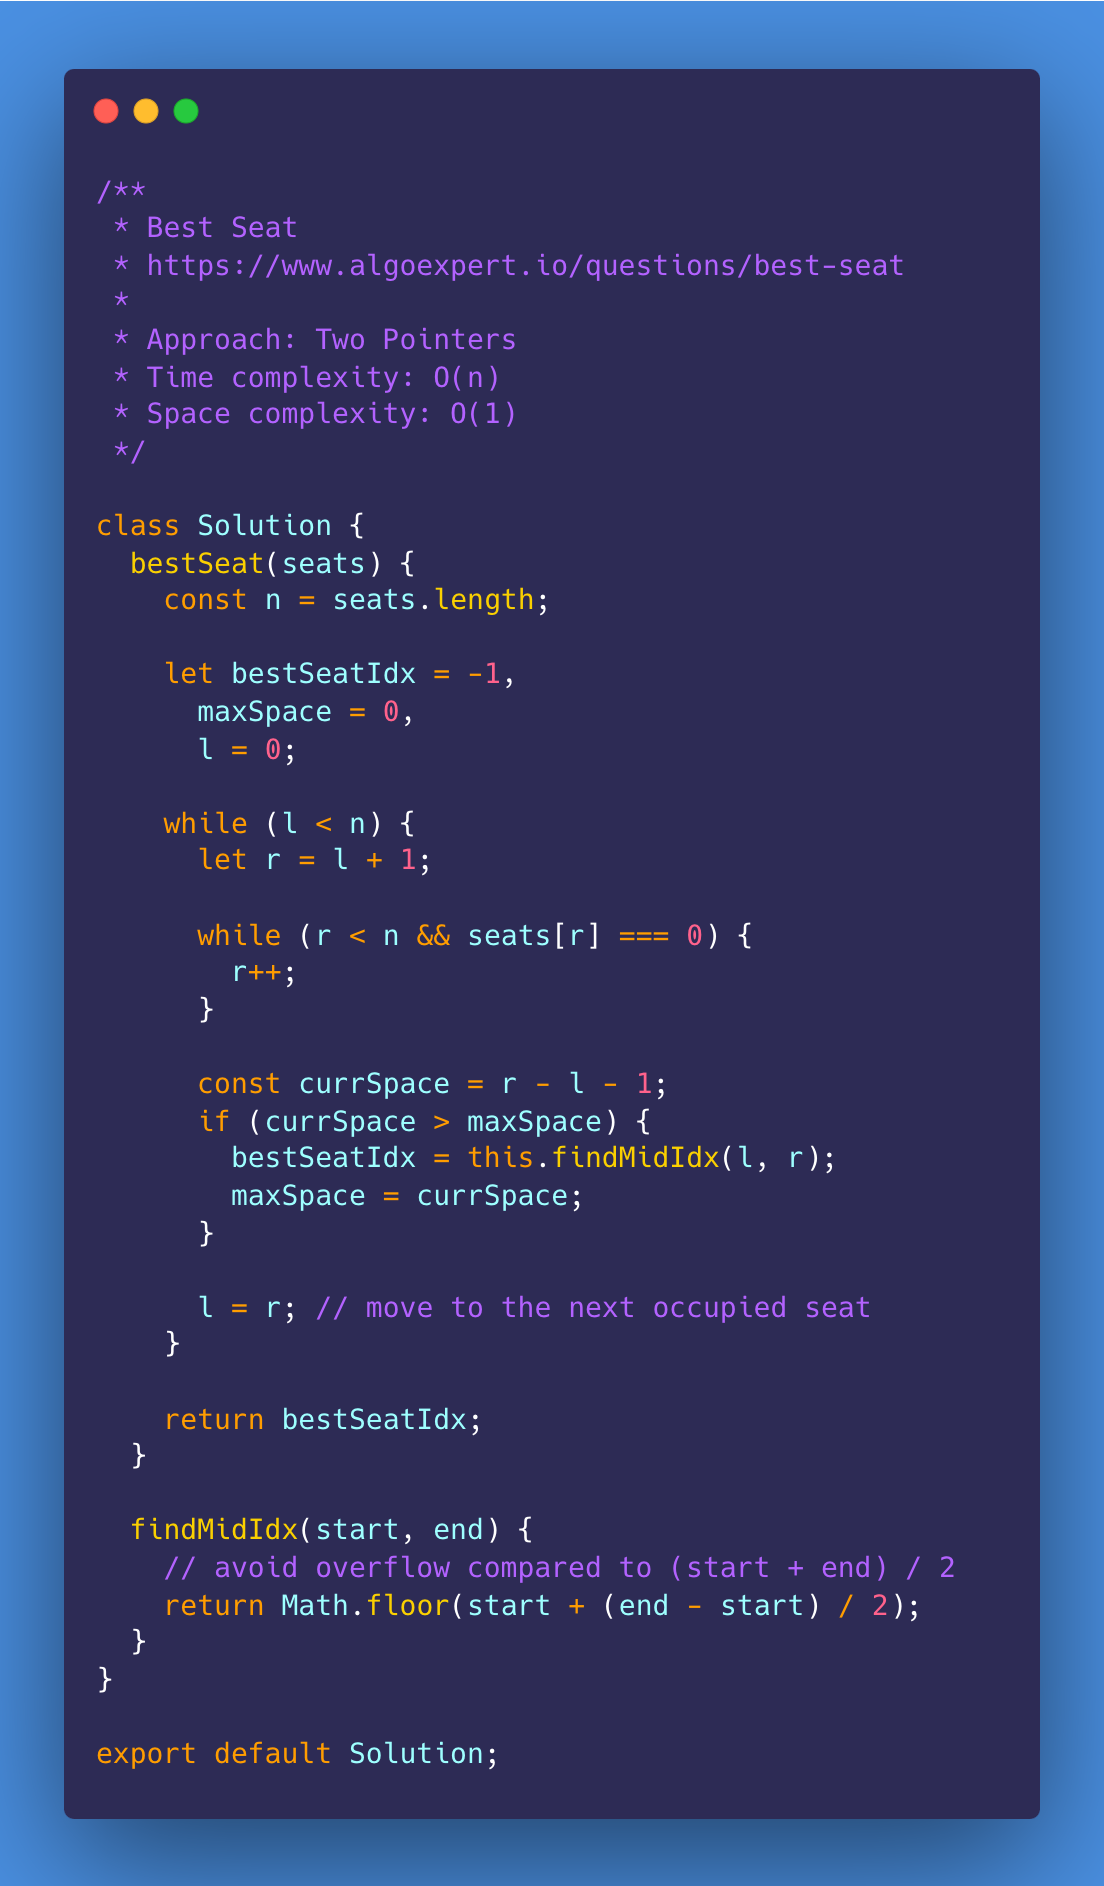 /**
 * Best Seat
 * https://www.algoexpert.io/questions/best-seat
 *
 * Approach: Two Pointers
 * Time complexity: O(n)
 * Space complexity: O(1)
 */

class Solution {
  bestSeat(seats) {
    const n = seats.length;

    let bestSeatIdx = -1,
      maxSpace = 0,
      l = 0;

    while (l < n) {
      let r = l + 1;

      while (r < n && seats[r] === 0) {
        r++;
      }

      const currSpace = r - l - 1;
      if (currSpace > maxSpace) {
        bestSeatIdx = this.findMidIdx(l, r);
        maxSpace = currSpace;
      }

      l = r; // move to the next occupied seat
    }

    return bestSeatIdx;
  }

  findMidIdx(start, end) {
    // avoid overflow compared to (start + end) / 2
    return Math.floor(start + (end - start) / 2);
  }
}

export default Solution;